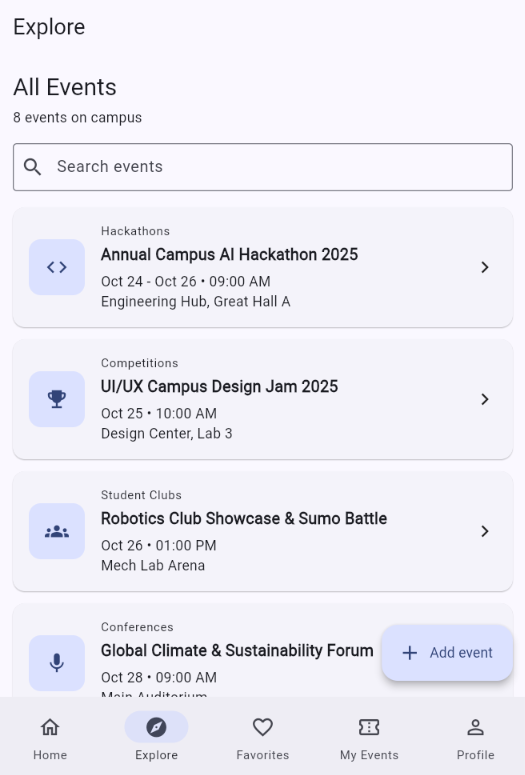 Explore
All Events
8 events on campus
Search events
Hackathons
Annual Campus AI Hackathon 2025
Oct 24 - Oct 26 • 09:00 AM
Engineering Hub, Great Hall A
Competitions
UI/UX Campus Design Jam 2025
Oct 25 • 10:00 AM
Design Center, Lab 3
Student Clubs
Robotics Club Showcase & Sumo Battle
Oct 26 • 01:00 PM
Mech Lab Arena
Conferences
Global Climate & Sustainability Forum
Oct 28 • 09:00 AM
Main Auditorium
Add event
Home
Explore
Favorites
My Events
Profile